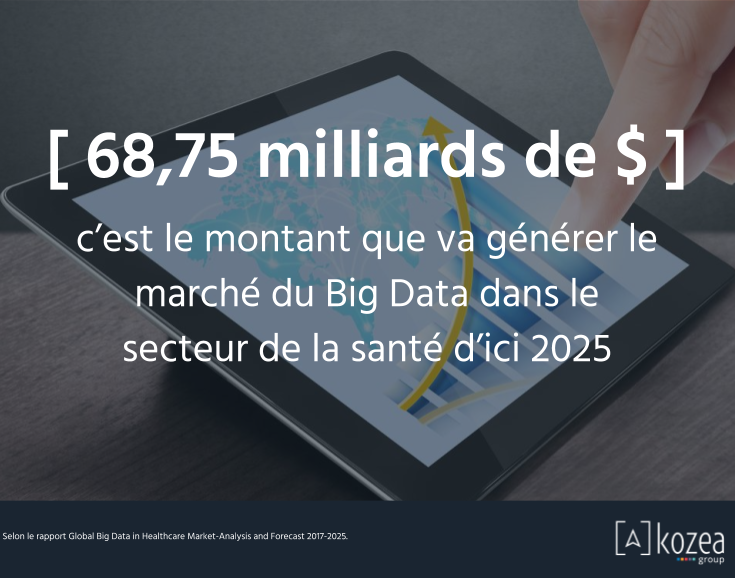 [ 68,75 milliards de $ ]
c’est le montant que va générer le
marché du Big Data dans le
secteur de la santé d’ici 2025
Selon le rapport Global Big Data in Healthcare Market-Analysis and Forecast 2017-2025.
[A]kozea
group